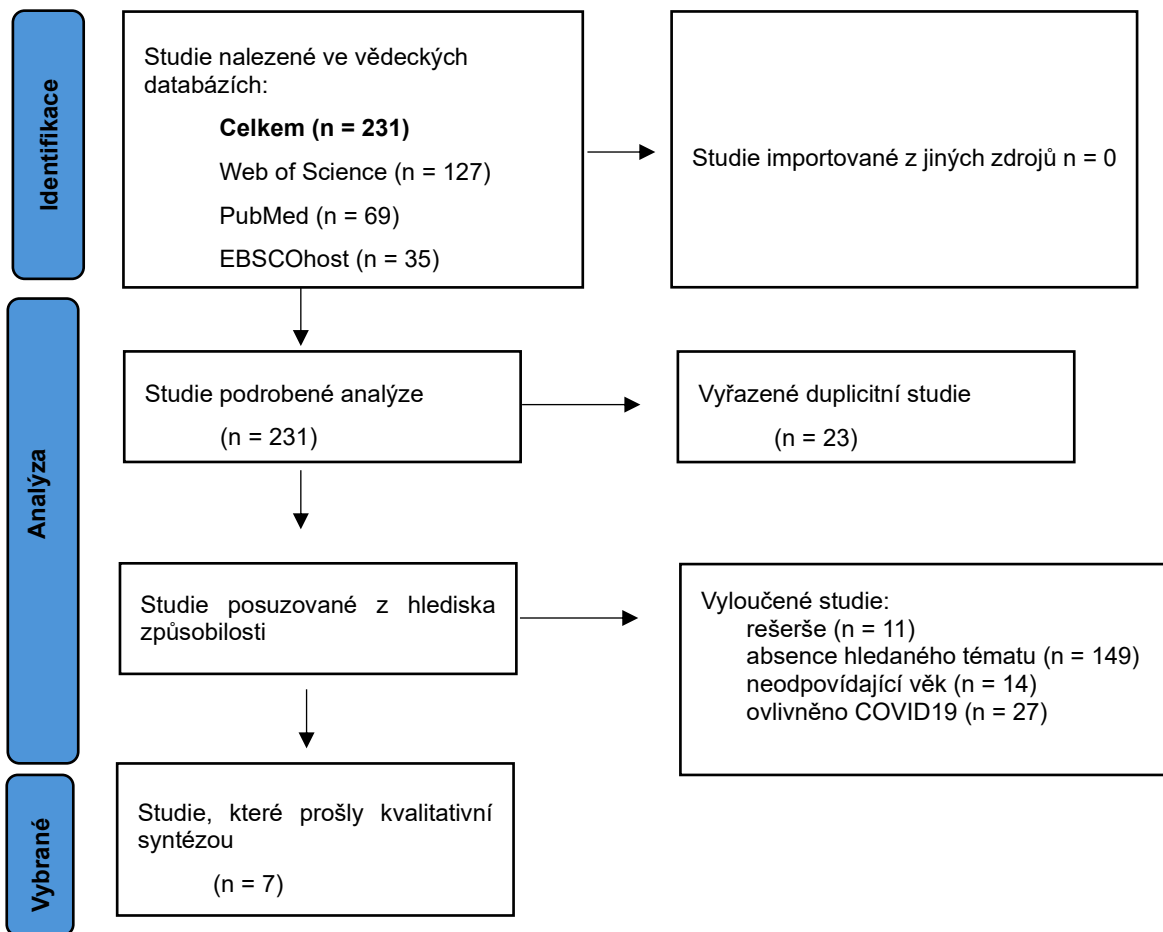 Identifikace
Studie nalezené ve vědeckých
databázích:
Celkem (n = 231)
Web of Science (n = 127)
PubMed (n = 69)
EBSCOhost (n = 35)
Studie importované z jiných zdrojů n = 0
Analýza
Studie podrobené analýze
(n = 231)
Vyřazené duplicitní studie
(n = 23)
Studie posuzované z hlediska
způsobilosti
Vyloučené studie:
rešerše (n = 11)
absence hledaného tématu (n = 149)
neodpovídající věk (n = 14)
ovlivněno COVID19 (n = 27)
Vybrané
Studie, které prošly kvalitativní
syntézou
(n = 7)